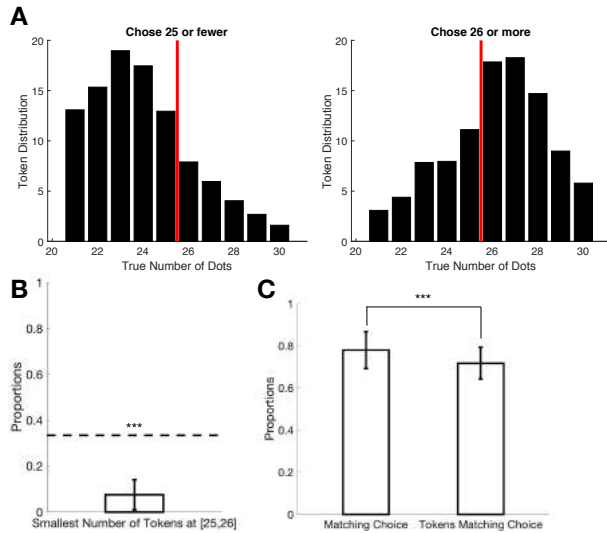 A
Chose 25 or fewer
Token Distribution
20
15
10
5
0
20 22 24 26 28 30
True Number of Dots
Chose 26 or more
Token Distribution
20
15
10
5
0
20 22 24 26 28 30
True Number of Dots
B
Proportions
1
0.8
0.6
0.4
0.2
0
***
Smallest Number of Tokens at [25,26]
C
Proportions
1
0.8
0.6
0.4
0.2
0
***
Matching Choice Tokens Matching Choice